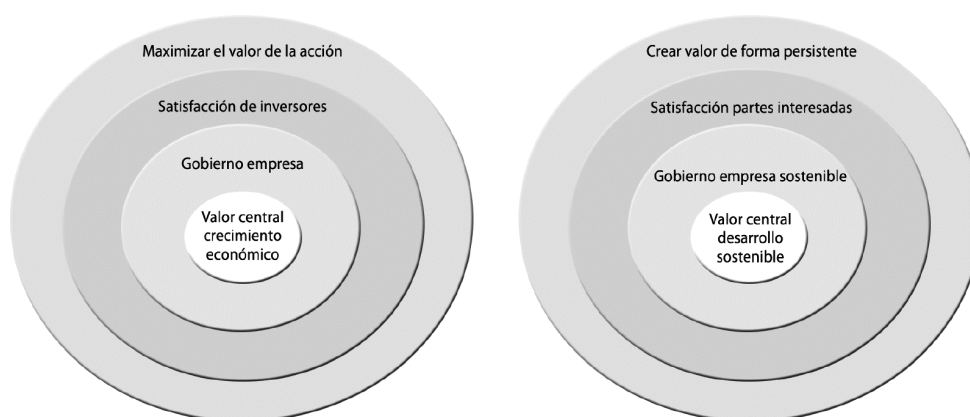 Maximizar el valor de la acción
Satisfacción de inversores
Gobierno empresa
Valor central
crecimiento
económico
Crear valor de forma persistente
Satisfacción partes interesadas
Gobierno empresa sostenible
Valor central
desarrollo
sostenible